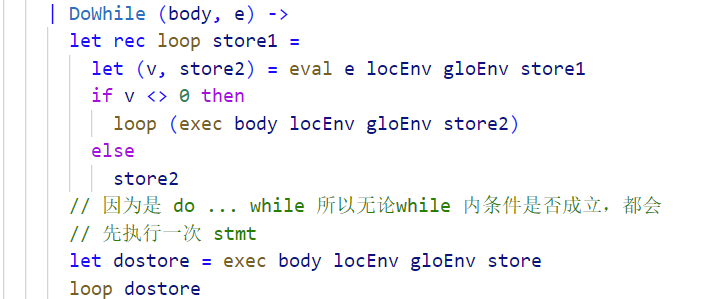 | DoWhile (body, e) ->
let rec loop store1 =
let (v, store2) = eval e locEnv gloEnv store1
if v <> 0 then
loop (exec body locEnv gloEnv store2)
else
store2
// 因为是 do ... while 所以无论while 内条件是否成立，都会
// 先执行一次 stmt
let dostore = exec body locEnv gloEnv store
loop dostore